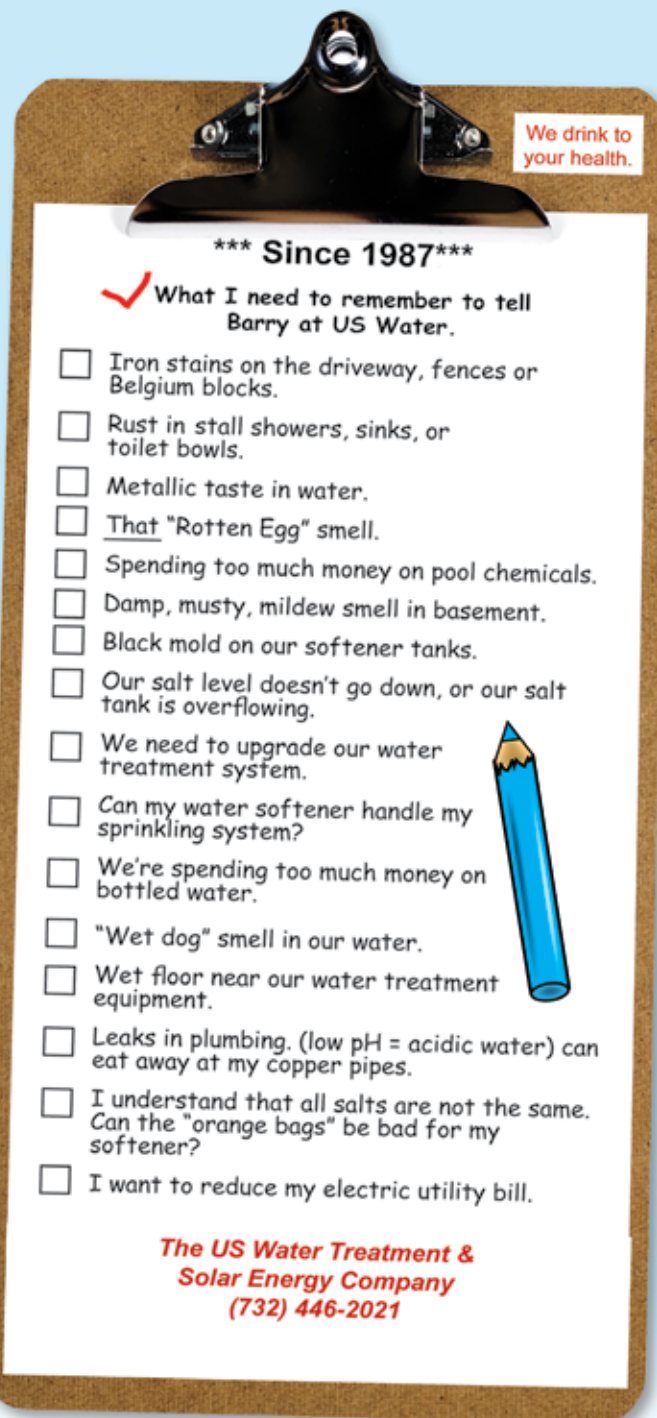 We drink to
your health.
*** Since 1987***
What I need to remember to tell
Barry at US Water.
Iron stains on the driveway, fences or
Belgium blocks.
Rust in stall showers, sinks, or
toilet bowls.
Metallic taste in water.
That “Rotten Egg” smell.
Spending too much money on pool chemicals.
Damp, musty, mildew smell in basement.
Black mold on our softener tanks.
Our salt level doesn’t go down, or our salt
tank is overflowing.
We need to upgrade our water
treatment system.
Can my water softener handle my
sprinkling system?
We’re spending too much money on
bottled water.
“Wet dog” smell in our water.
Wet floor near our water treatment
equipment.
Leaks in plumbing. (low pH = acidic water) can
eat away at my copper pipes.
I understand that all salts are not the same.
Can the “orange bags” be bad for my
softener?
I want to reduce my electric utility bill.
The US Water Treatment &
Solar Energy Company
(732) 446-2021